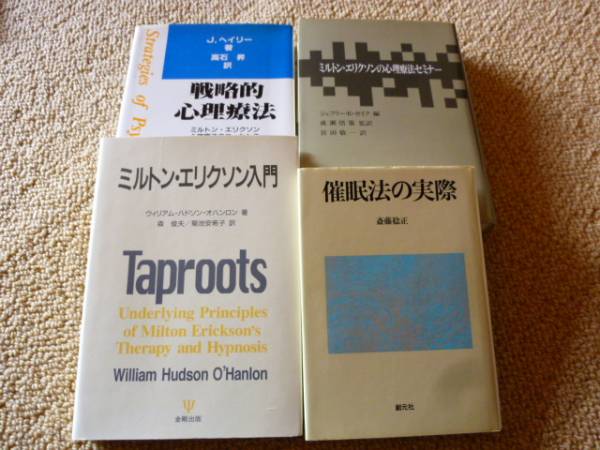 Strategies of Psy
J.ヘイリー
著
高石 昇
訳
戦略的
心理療法
ミルトン・エリクソン
ミルトン・エリクソンの心理療法セミナー
ジェフリー・K・ザイク 編
成瀬悟策 監訳
宮田敬一 訳
ミルトン・エリクソン入門
ウィリアム・ハドソン・オハンロン 著
森 俊夫/菊池安希子 訳
Taproots
Underlying Principles
of Milton Erickson's
Therapy and Hypnosis
William Hudson O'Hanlon
金剛出版
催眠法の実際
斎藤稔正
創元社